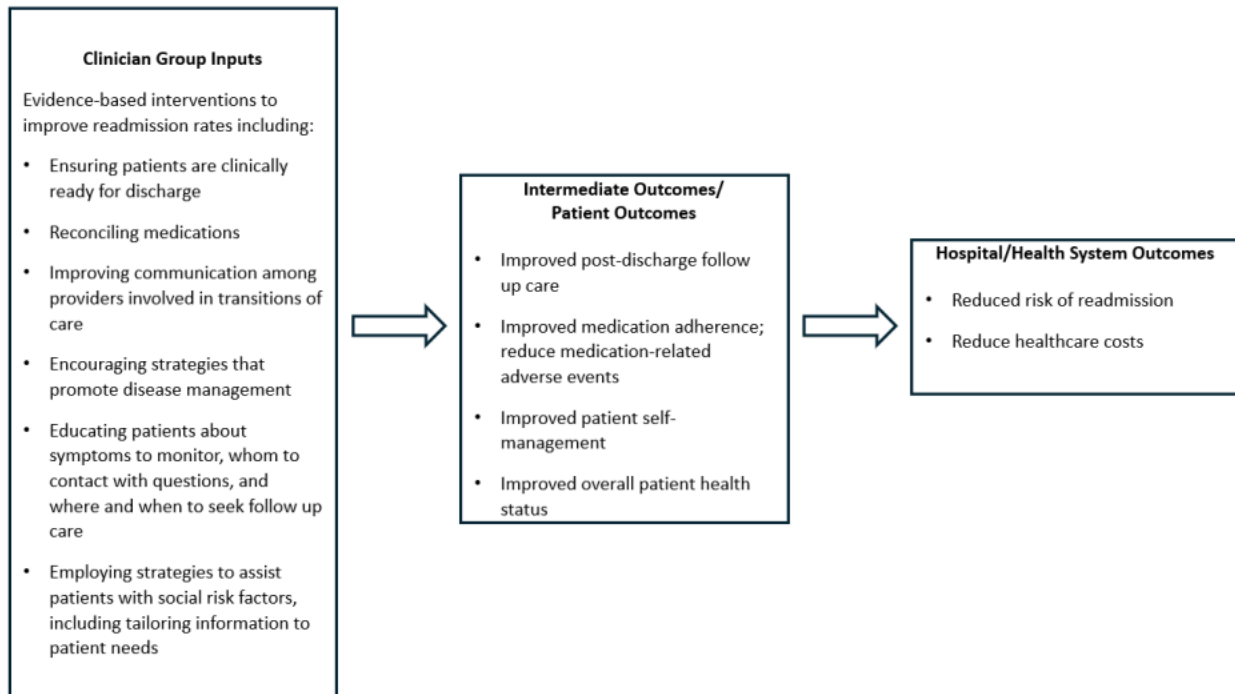 Clinician Group Inputs
Evidence-based interventions to
improve readmission rates including:
• Ensuring patients are clinically
ready for discharge
• Reconciling medications
• Improving communication among
providers involved in transitions of
care
• Encouraging strategies that
promote disease management
• Educating patients about
symptoms to monitor, whom to
contact with questions, and
where and when to seek follow up
care
• Employing strategies to assist
patients with social risk factors,
including tailoring information to
patient needs
Intermediate Outcomes/
Patient Outcomes
• Improved post-discharge follow
up care
• Improved medication adherence;
reduce medication-related
adverse events
• Improved patient self-
management
• Improved overall patient health
status
Hospital/Health System Outcomes
• Reduced risk of readmission
• Reduce healthcare costs